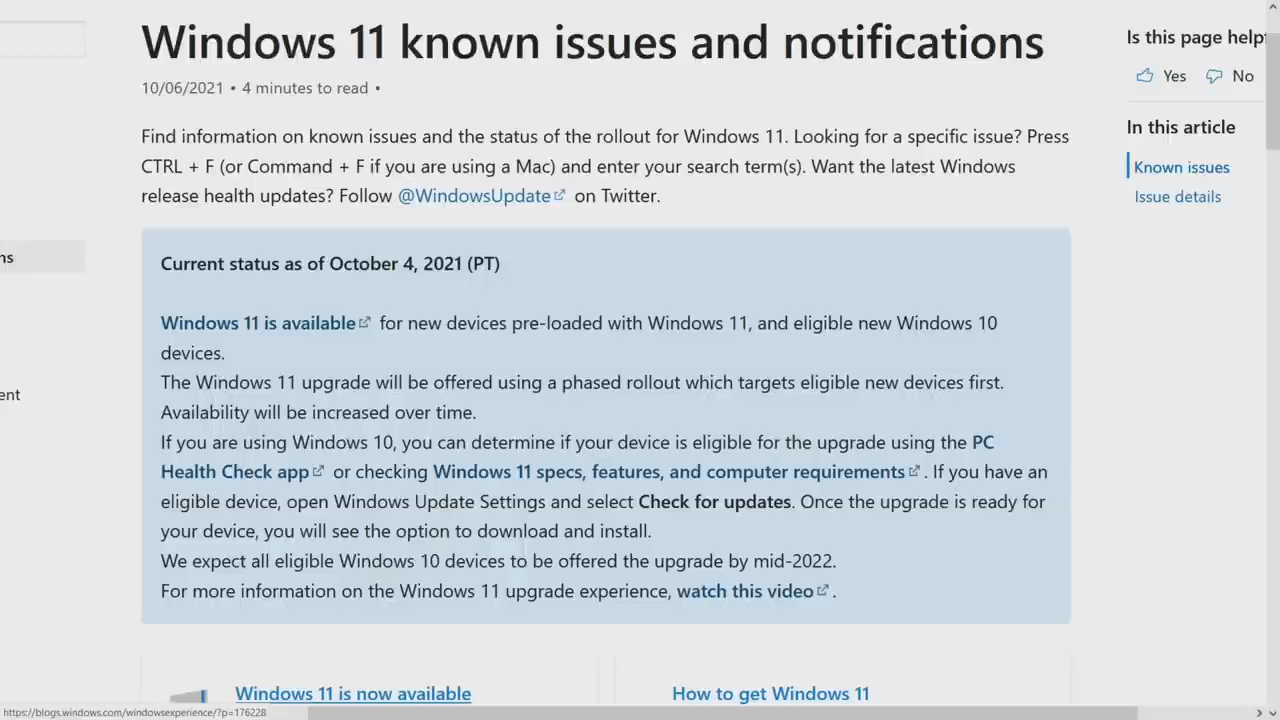 Windows 11 known issues and notifications
10/06/2021 • 4 minutes to read •
Find information on known issues and the status of the rollout for Windows 11. Looking for a specific issue? Press
CTRL + F (or Command + F if you are using a Mac) and enter your search term(s). Want the latest Windows
release health updates? Follow @WindowsUpdate on Twitter.
Current status as of October 4, 2021 (PT)
Windows 11 is available for new devices pre-loaded with Windows 11, and eligible new Windows 10
devices.
The Windows 11 upgrade will be offered using a phased rollout which targets eligible new devices first.
Availability will be increased over time.
If you are using Windows 10, you can determine if your device is eligible for the upgrade using the PC
Health Check app or checking Windows 11 specs, features, and computer requirements. If you have an
eligible device, open Windows Update Settings and select Check for updates. Once the upgrade is ready for
your device, you will see the option to download and install.
We expect all eligible Windows 10 devices to be offered the upgrade by mid-2022.
For more information on the Windows 11 upgrade experience, watch this video.
Windows 11 is now available
How to get Windows 11
Is this page help
Yes No
In this article
Known issues
Issue details
ns
ent
https://blogs.windows.com/windowsexperience/?p=176228